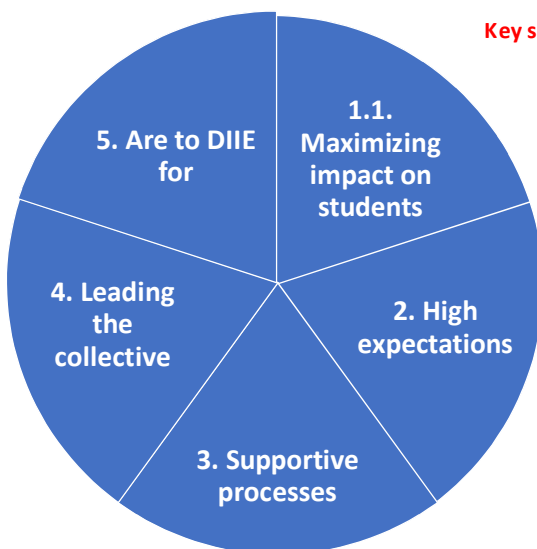 Key s
1.1.
Maximizing
impact on
students
2. High
expectations
3. Supportive
processes
4. Leading
the
collective
5. Are to DIIE
for